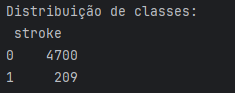 Distribuição de classes:
stroke
0    4700
1     209